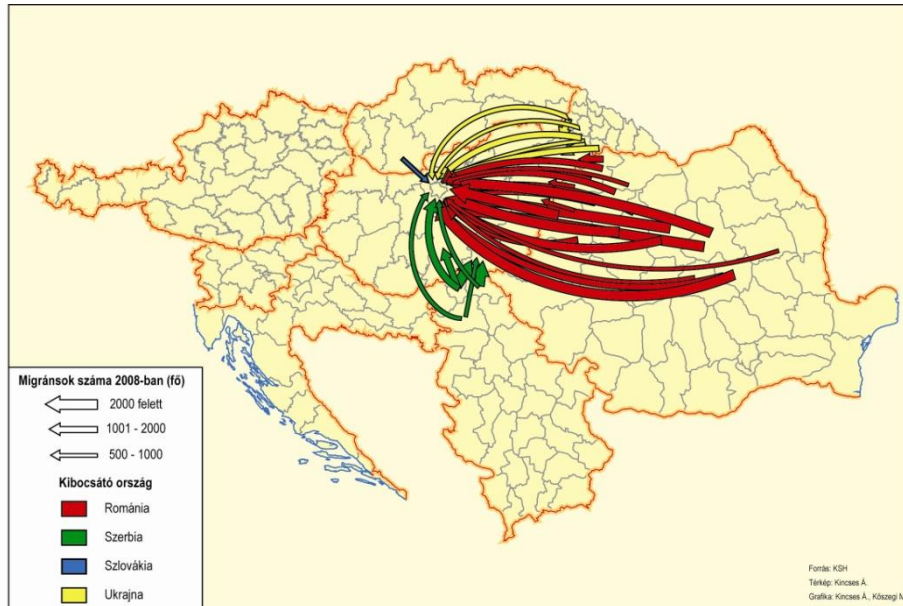 Migránsok száma 2008-ban (fő)
2000 felett
1001 - 2000
500 - 1000
Kibocsátó ország
Románia
Szerbia
Szlovákia
Ukrajna
Forrás: KSH
Térkép: Kincses Á.
Grafika: Kincses Á., Kőszegi M